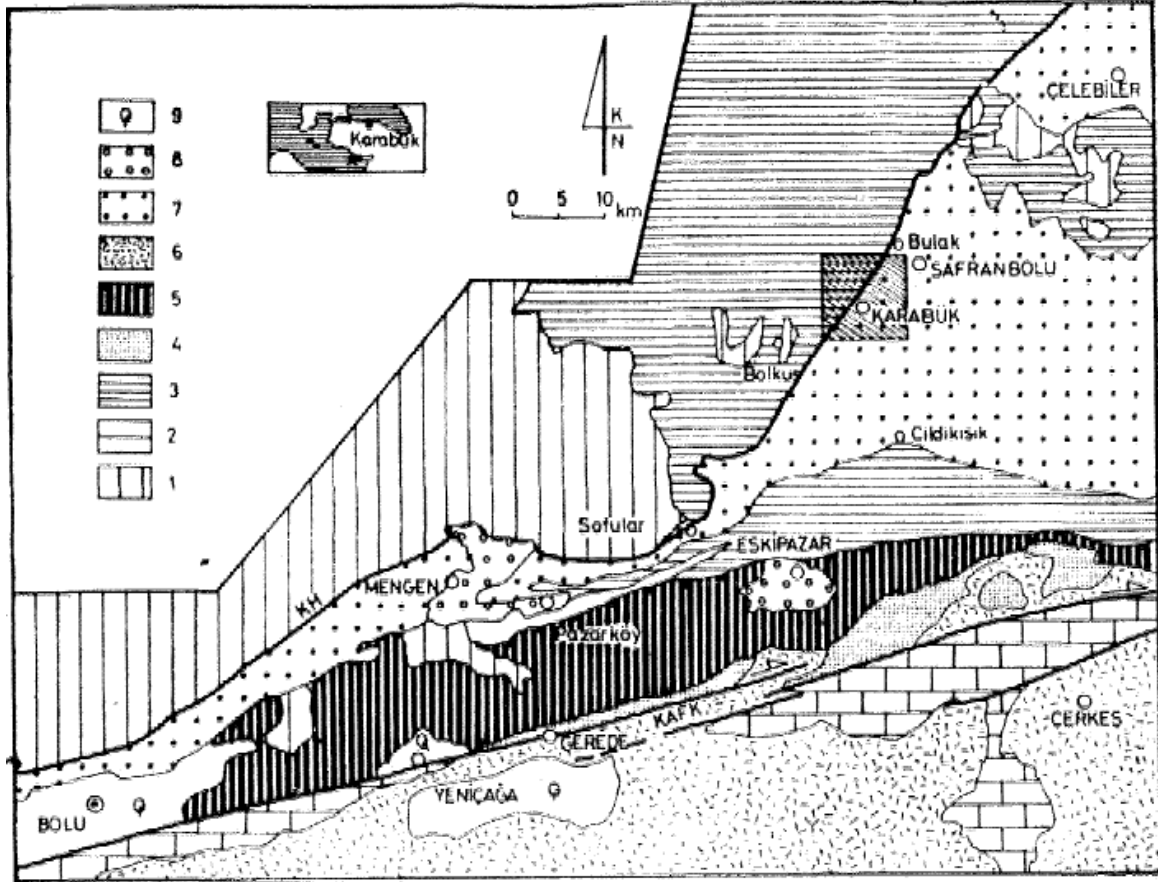 9
8
7
6
5
4
3
2
1
Karabük
K
N
0 5 10 km
ÇELEBİLER
Bulak
SAFRANBOLU
KARABÜK
Bolkuş
Cildikısık
Sofular
ESKİPAZAR
MENGEN
KH
Pazarköy
KAFK
GEREDE
ÇERKEŞ
YENİÇAĞA
BOLU